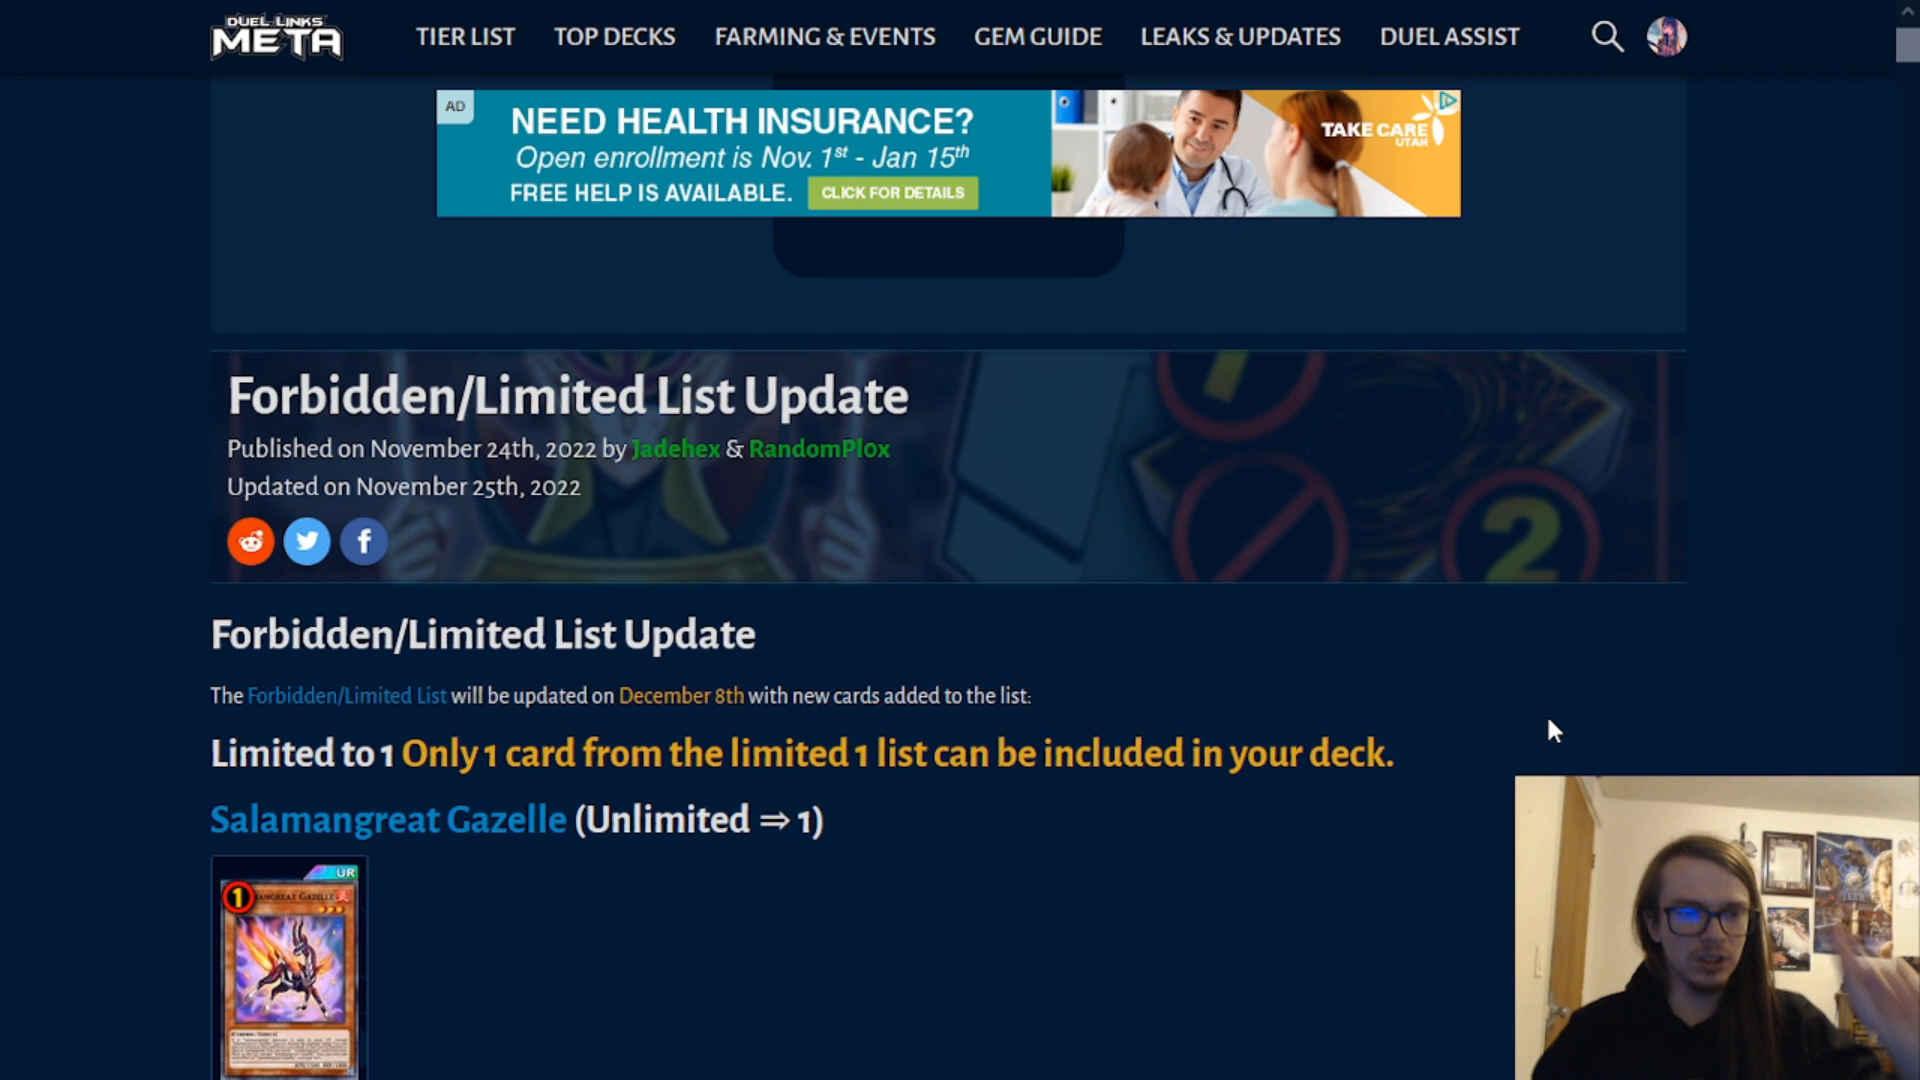 DUEL LINKS
META
TIER LIST
TOP DECKS
FARMING & EVENTS
GEM GUIDE
LEAKS & UPDATES
DUEL ASSIST
AD
NEED HEALTH INSURANCE?
Open enrollment is Nov. 1st - Jan 15th
FREE HELP IS AVAILABLE.
CLICK FOR DETAILS
TAKE CARE
UTAH
Forbidden/Limited List Update
Published on November 24th, 2022 by Jadehex & RandomPl0x
Updated on November 25th, 2022
1
2
Forbidden/Limited List Update
The Forbidden/Limited List will be updated on December 8th with new cards added to the list:
Limited to 1 Only 1 card from the limited 1 list can be included in your deck.
Salamangreat Gazelle (Unlimited ⇒ 1)
UR
1